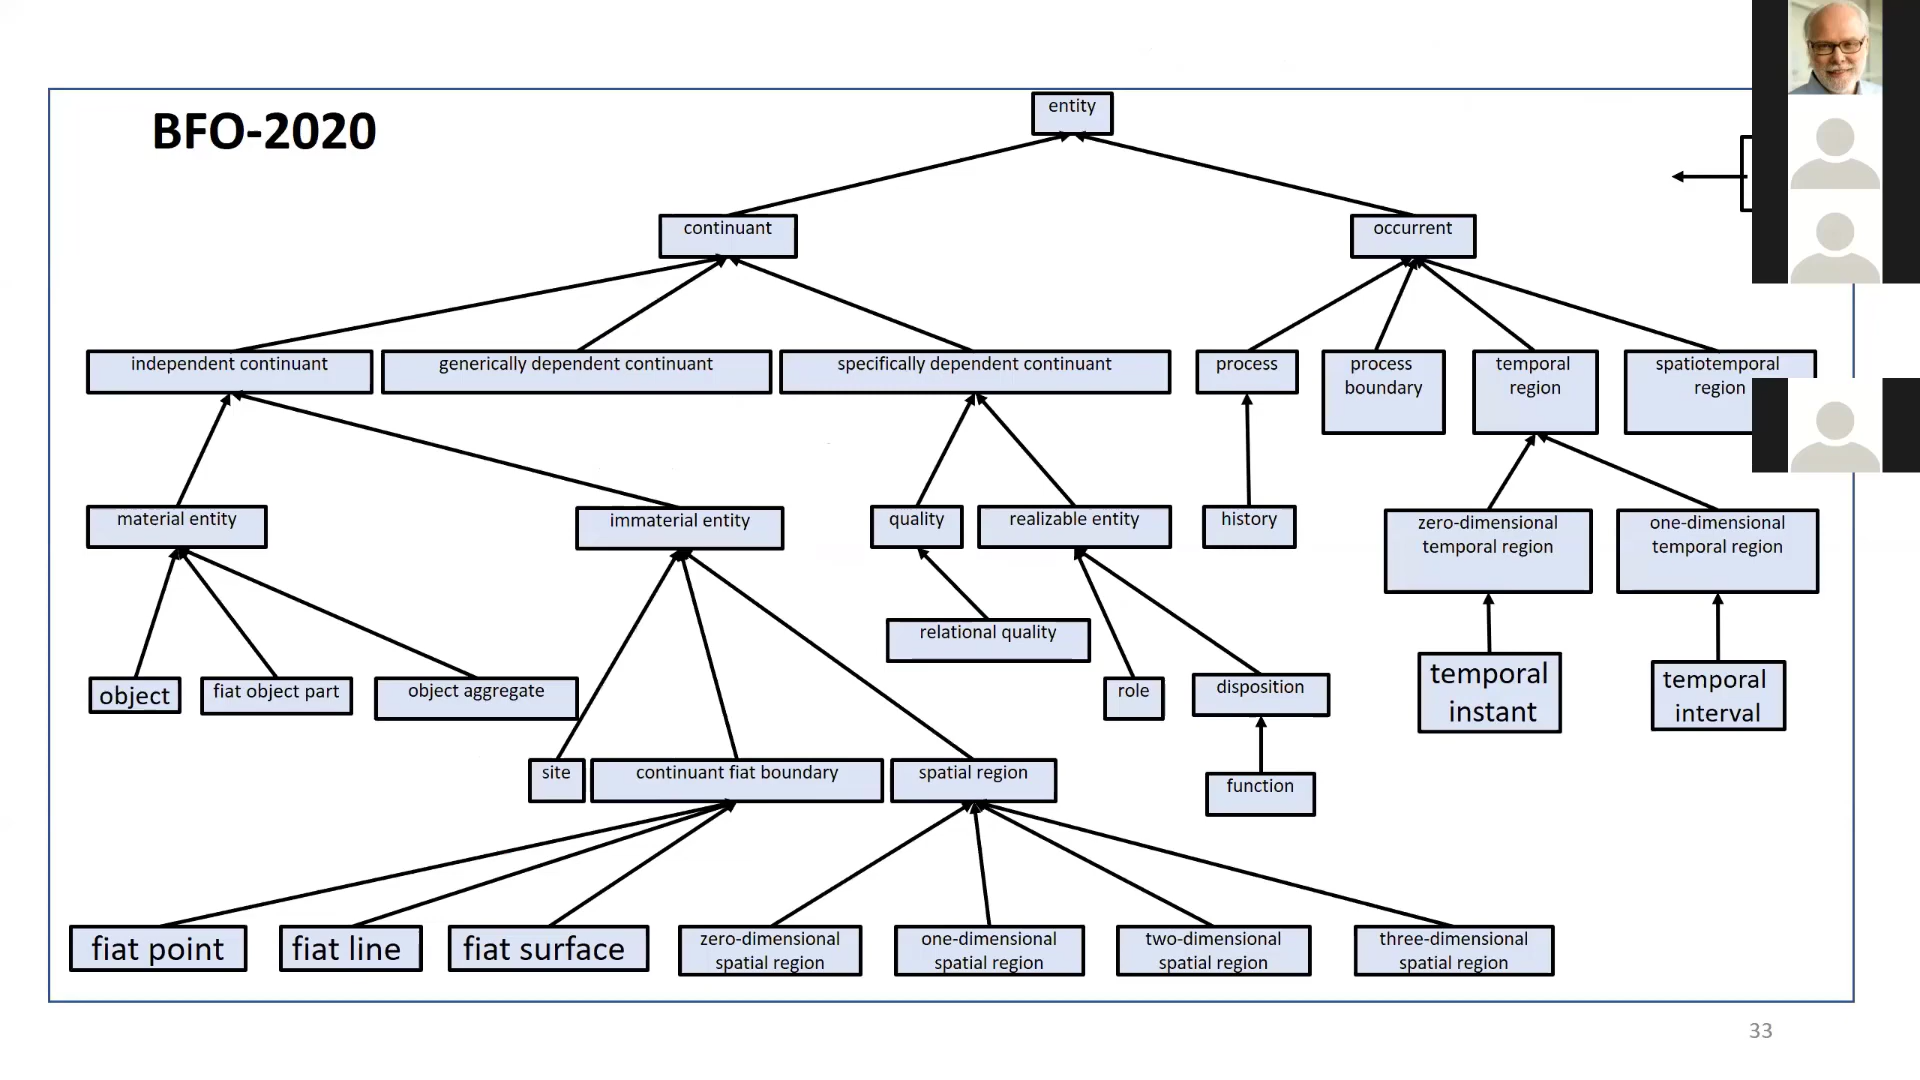 BFO-2020
entity
continuant
occurrent
independent continuant
generically dependent continuant
specifically dependent continuant
process
process
boundary
temporal
region
spatiotemporal
region
material entity
immaterial entity
quality
realizable entity
history
zero-dimensional
temporal region
one-dimensional
temporal region
relational quality
object
fiat object part
object aggregate
role
disposition
temporal
instant
temporal
interval
site
continuant fiat boundary
spatial region
function
fiat point
fiat line
fiat surface
zero-dimensional
spatial region
one-dimensional
spatial region
two-dimensional
spatial region
three-dimensional
spatial region
33